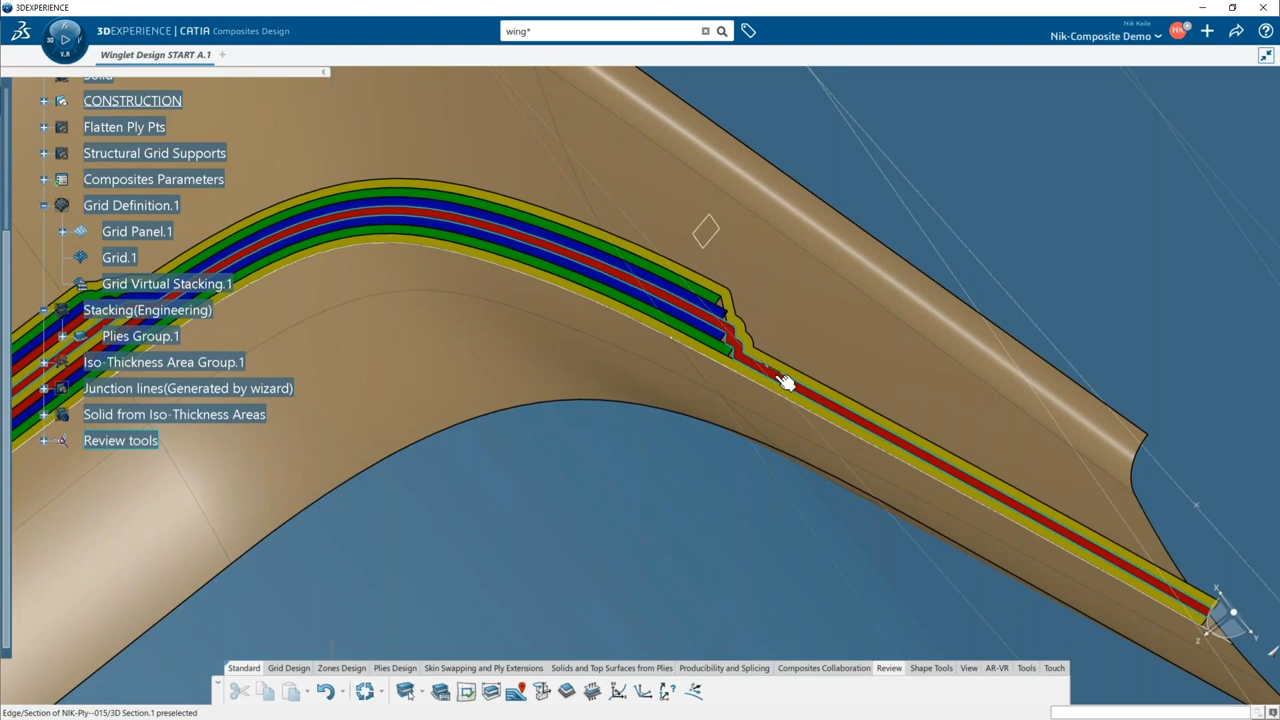 3DEXPERIENCE
3DEXPERIENCE | CATIA Composites Design
wing*
Nik Kada
Nik-Composite Demo
NK
V.R
Winglet Design START A.1
Solid
CONSTRUCTION
Flatten Ply Pts
Structural Grid Supports
Composites Parameters
Grid Definition.1
Grid Panel.1
Grid.1
Grid Virtual Stacking.1
Stacking(Engineering)
Plies Group.1
Iso-Thickness Area Group.1
Junction lines(Generated by wizard)
Solid from Iso-Thickness Areas
Review tools
X
Y
Z
Standard Grid Design Zones Design Plies Design Skin Swapping and Ply Extensions Solids and Top Surfaces from Plies Producibility and Splicing Composites Collaboration Review Shape Tools View AR-VR Tools Touch
Edge/Section of NIK-Ply--015/3D Section.1 preselected